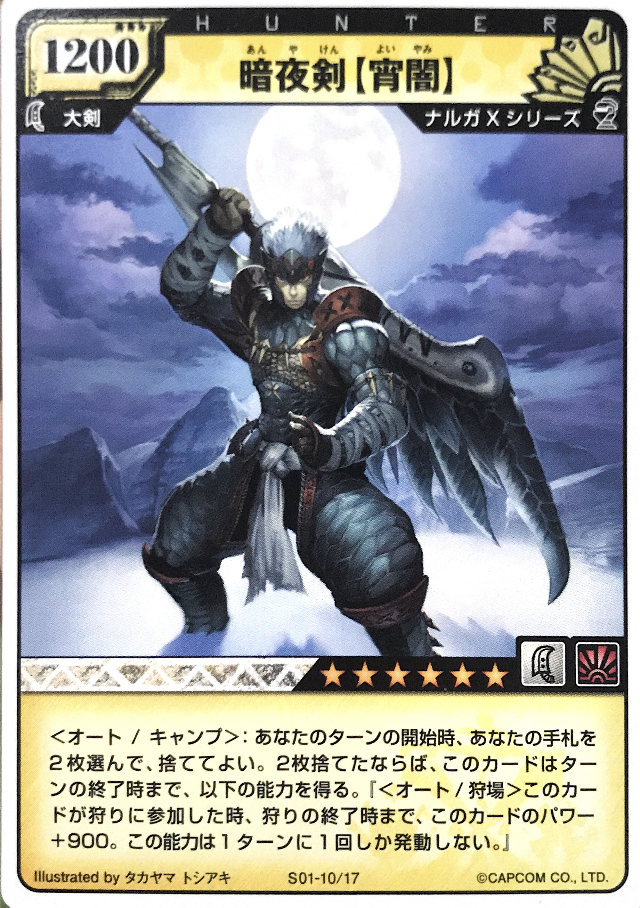 HUNTER
1200
あん や けん よい やみ
暗夜剣【宵闇】
大剣
ナルガXシリーズ
<オート / キャンプ>：あなたのターンの開始時、あなたの手札を
２枚選んで、捨ててよい。２枚捨てたならば、このカードはター
ンの終了時まで、以下の能力を得る。『<オート / 狩場>このカー
ドが狩りに参加した時、狩りの終了時まで、このカードのパワー
+900。この能力は１ターンに１回しか発動しない。』
Illustrated by タカヤマ トシアキ
S01-10/17
©CAPCOM CO., LTD.